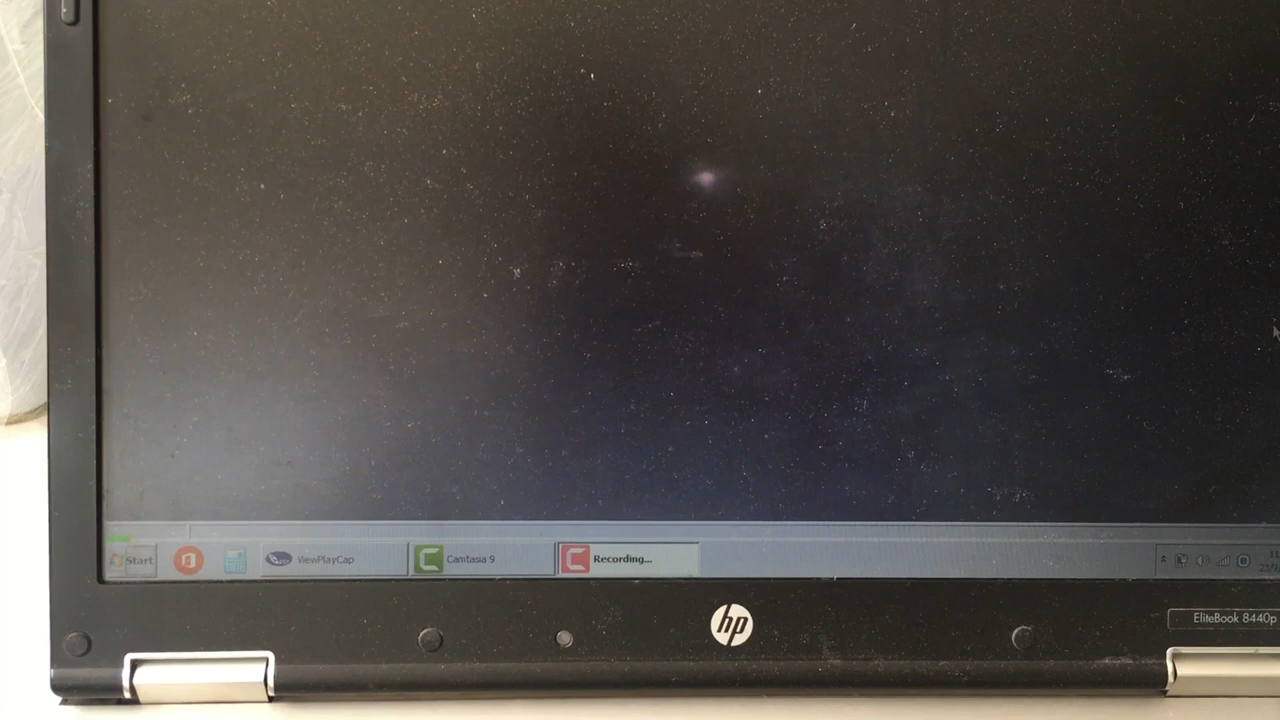 Start
ViewPlayCap
Camtasia 9
Recording...
hp
EliteBook 8440p